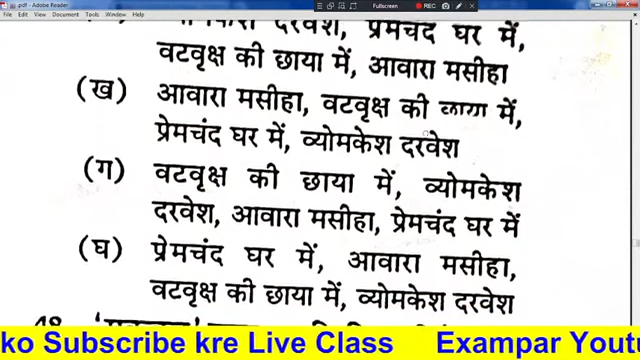 .pdf - Adobe Reader
Fullscreen REC
File Edit View Document Tools Window Help
दरवेश, प्रेमचंद घर में,
वटवृक्ष की छाया में, आवारा मसीहा
(ख) आवारा मसीहा, वटवृक्ष की छाया में,
प्रेमचंद घर में, व्योमकेश दरवेश
(ग) वटवृक्ष की छाया में, व्योमकेश
दरवेश, आवारा मसीहा, प्रेमचंद घर में
(घ) प्रेमचंद घर में, आवारा मसीहा,
वटवृक्ष की छाया में, व्योमकेश दरवेश
ko Subscribe kre Live Class Exampar Yout